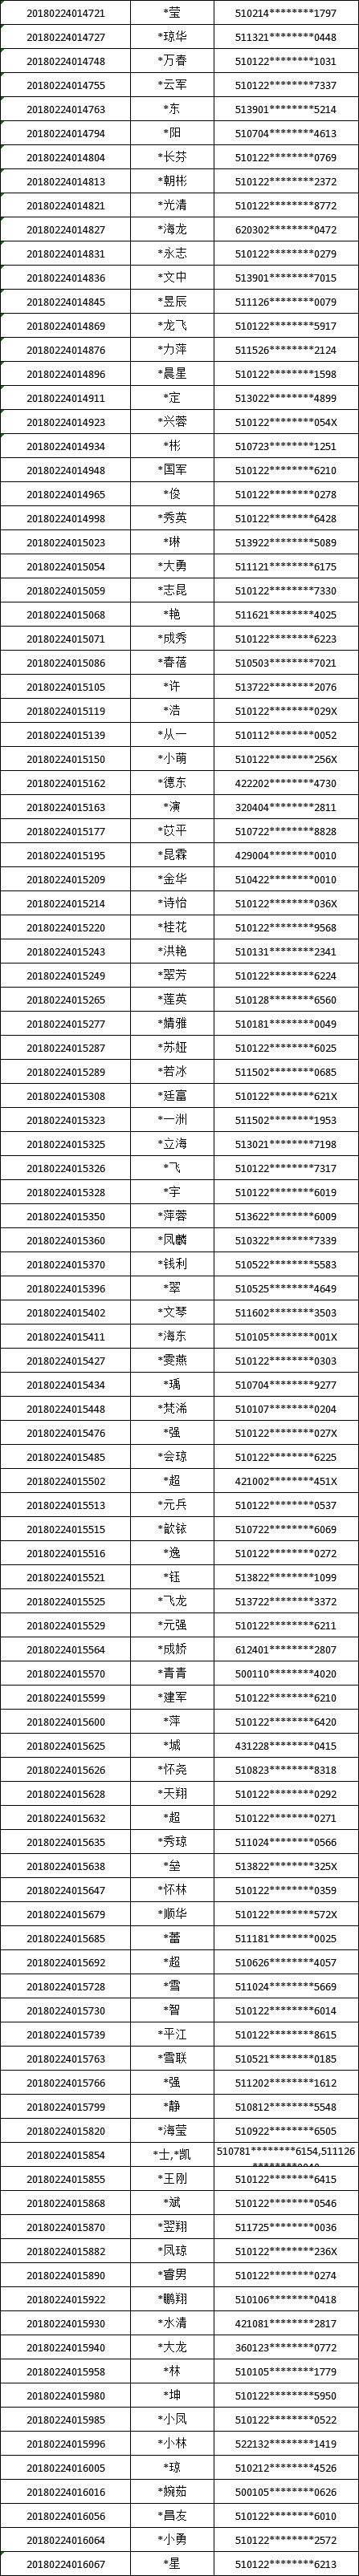 20180224014721 *莹 510214********1797
20180224014727 *琼华 511321********0448
20180224014748 *万春 510122********1031
20180224014755 *云军 510122********7337
20180224014763 *东 513901********5214
20180224014794 *阳 510704********4613
20180224014804 *长芬 510122********0769
20180224014813 *朝彬 510122********2372
20180224014821 *光清 510122********8772
20180224014827 *海龙 620302********0472
20180224014831 *永志 510122********0279
20180224014836 *文中 513901********7015
20180224014845 *昱辰 511126********0079
20180224014869 *龙飞 510122********5917
20180224014876 *力萍 511526********2124
20180224014896 *晨星 510122********1598
20180224014911 *定 513022********4899
20180224014923 *兴蓉 510122********054X
20180224014934 *彬 510723********1251
20180224014948 *国军 510122********6210
20180224014965 *俊 510122********0278
20180224014998 *秀英 510122********6428
20180224015023 *琳 513922********5089
20180224015054 *大勇 511121********6175
20180224015059 *志昆 510122********7330
20180224015068 *艳 511621********4025
20180224015071 *成秀 510122********6223
20180224015086 *春蓓 510503********7021
20180224015105 *许 513722********2076
20180224015119 *浩 510122********029X
20180224015139 *从一 510112********0052
20180224015150 *小萌 510122********256X
20180224015162 *德东 422202********4730
20180224015163 *演 320404********2811
20180224015177 *苡平 510722********8828
20180224015195 *昆霖 429004********0010
20180224015209 *金华 510422********0010
20180224015214 *诗怡 510122********036X
20180224015220 *桂花 510122********9568
20180224015243 *洪艳 510131********2341
20180224015249 *翠芳 510122********6224
20180224015265 *莲英 510128********6560
20180224015277 *婧雅 510181********0049
20180224015287 *苏娅 510122********6025
20180224015289 *若冰 511502********0685
20180224015308 *廷富 510122********621X
20180224015323 *一洲 511502********1953
20180224015325 *立海 513021********7198
20180224015326 *飞 510122********7317
20180224015328 *宇 510122********6019
20180224015350 *萍蓉 513622********6009
20180224015360 *凤麟 510322********7339
20180224015370 *钱利 510522********5583
20180224015396 *翠 510525********4649
20180224015402 *文琴 511602********3503
20180224015411 *海东 510105********001X
20180224015427 *雯燕 510122********0303
20180224015434 *瑀 510704********9277
20180224015448 *梵浠 510107********0204
20180224015476 *强 510122********027X
20180224015485 *会琼 510122********6225
20180224015502 *超 421002********451X
20180224015513 *元兵 510122********0537
20180224015515 *歆铱 510722********6069
20180224015516 *逸 510122********0272
20180224015521 *钰 513822********1099
20180224015525 *飞龙 513722********3372
20180224015529 *元强 510122********6211
20180224015564 *成娇 612401********2807
20180224015570 *青青 500110********4020
20180224015599 *建军 510122********6210
20180224015600 *萍 510122********6420
20180224015625 *城 431228********0415
20180224015626 *怀尧 510823********8318
20180224015628 *天翔 510122********0292
20180224015632 *超 510122********0271
20180224015635 *秀琼 511024********0566
20180224015638 *垒 513822********325X
20180224015647 *怀林 510122********0359
20180224015679 *顺华 510122********572X
20180224015685 *蕾 511181********0025
20180224015692 *超 510626********4057
20180224015728 *雪 511024********5669
20180224015730 *智 510122********6014
20180224015739 *平江 510122********8615
20180224015763 *雪联 510521********0185
20180224015766 *强 511202********1612
20180224015799 *静 510812********5548
20180224015820 *海莹 510922********6505
20180224015854 *士,*凯 510781********6154,511126
20180224015855 *王刚 510122********6415
20180224015868 *斌 510122********0546
20180224015870 *翌翔 511725********0036
20180224015882 *凤琼 510122********236X
20180224015890 *睿男 510122********0274
20180224015922 *鹏翔 510106********0418
20180224015930 *水清 421081********2817
20180224015940 *大龙 360123********0772
20180224015958 *林 510105********1779
20180224015980 *坤 510122********5950
20180224015985 *小凤 510122********0522
20180224015996 *小林 522132********1419
20180224016005 *琼 510212********4526
20180224016016 *婉茹 500105********0626
20180224016056 *昌友 510122********6010
20180224016064 *小勇 510122********2572
20180224016067 *星 510122********6213